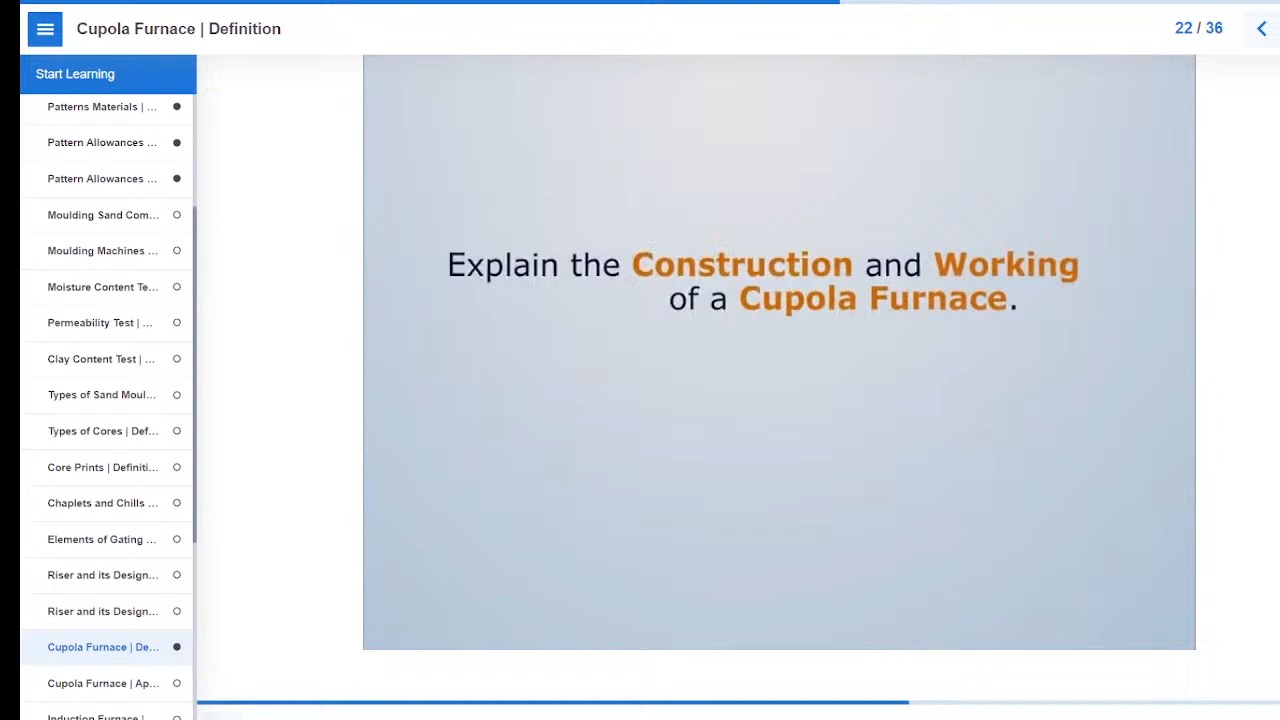 Cupola Furnace | Definition
22 / 36
Start Learning
Patterns Materials | ...
Pattern Allowances ...
Pattern Allowances ...
Moulding Sand Com...
Moulding Machines ...
Moisture Content Te...
Permeability Test | ...
Clay Content Test | ...
Types of Sand Moul...
Types of Cores | Def...
Core Prints | Definiti...
Chaplets and Chills ...
Elements of Gating ...
Riser and its Design...
Riser and its Design...
Cupola Furnace | De...
Cupola Furnace | Ap...
Induction Furnace |
Explain the Construction and Working
of a Cupola Furnace.